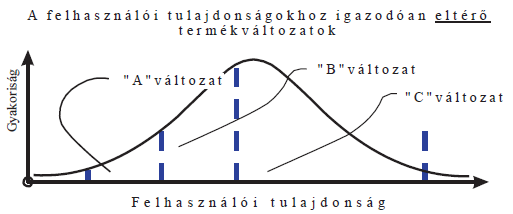 A felhasználói tulajdonságokhoz igazodóan eltérő
termékváltozatok
"A"változat
"B"változat
"C"változat
Gyakoriság
Felhasználói tulajdonság